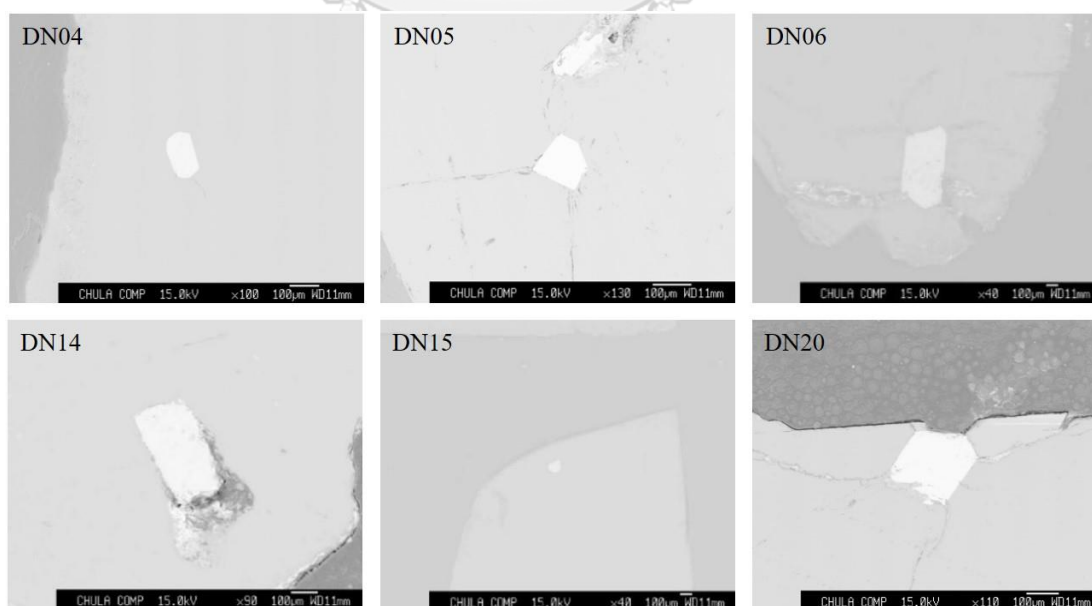 DN04
CHULA COMP 15.0kV ×100 100μm WD11mm
DN05
CHULA COMP 15.0kV ×130 100μm WD11mm
DN06
CHULA COMP 15.0kV ×40 100μm WD11mm
DN14
CHULA COMP 15.0kV ×90 100μm WD11mm
DN15
CHULA COMP 15.0kV ×40 100μm WD11mm
DN20
CHULA COMP 15.0kV ×110 100μm WD11mm